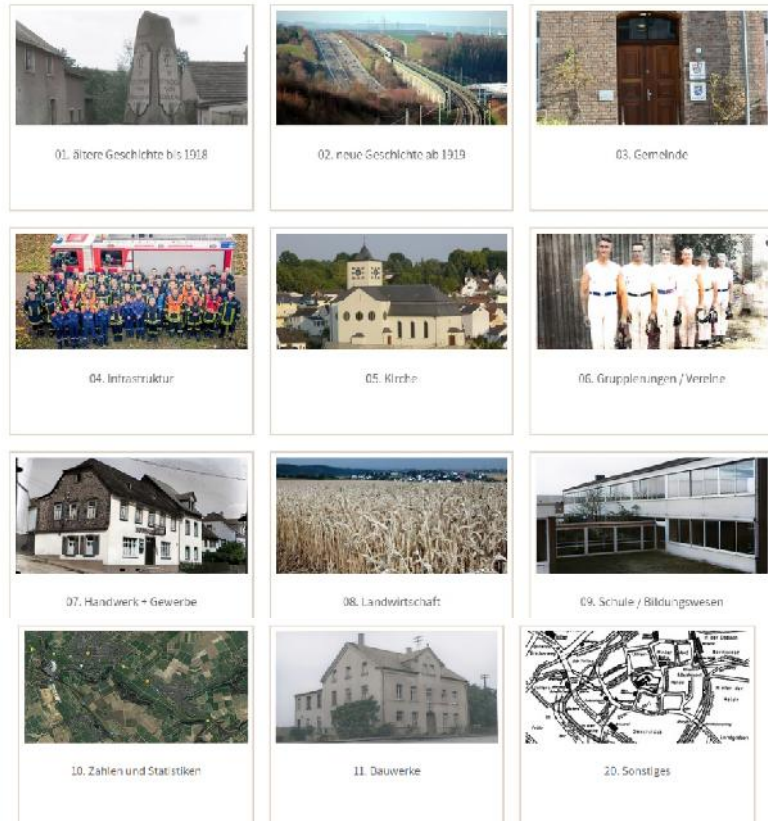 01. ältere Geschichte bis 1918
02. neue Geschichte ab 1919
03. Gemeinde
04. Infrastruktur
05. Kirche
06. Gruppierungen / Vereine
07. Handwerk + Gewerbe
08. Landwirtschaft
09. Schule / Bildungswesen
10. Zahlen und Statistiken
11. Bauwerke
20. Sonstiges